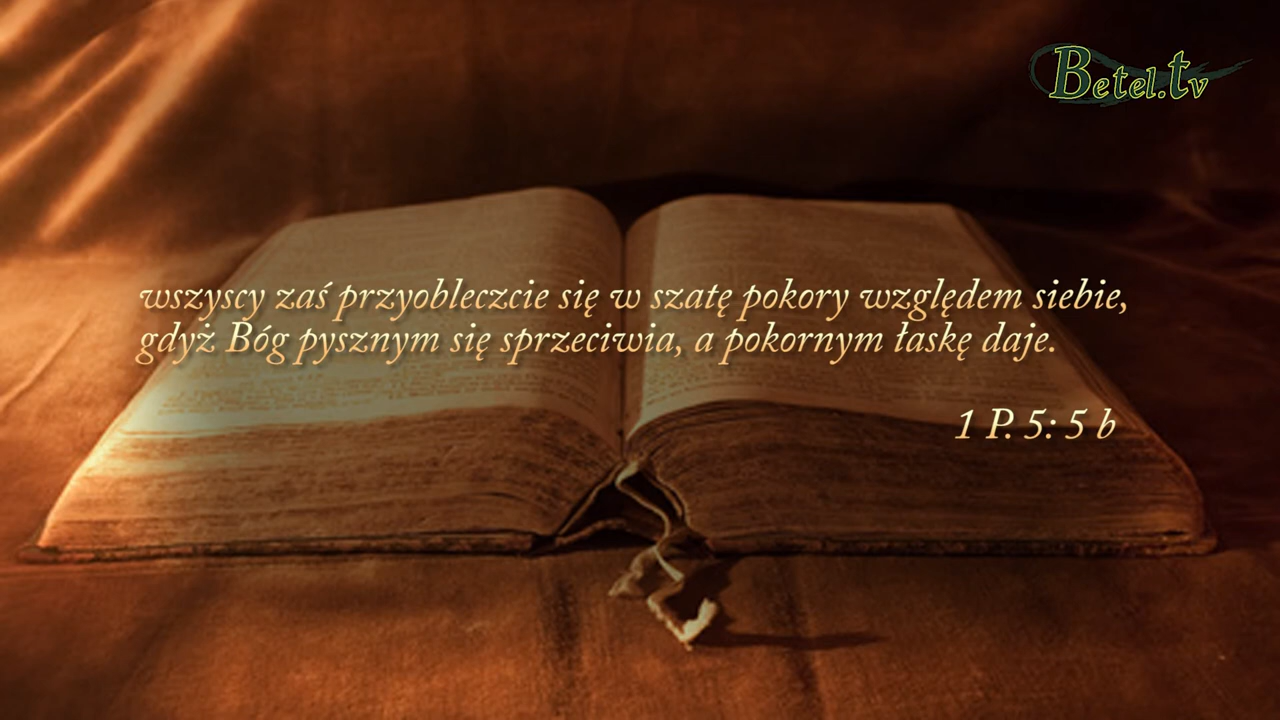 Betel.tv
wszyscy zaś przyobleczcie się w szatę pokory względem siebie,
gdyż Bóg pysznym się sprzeciwia, a pokornym łaskę daje.
1 P. 5: 5 b